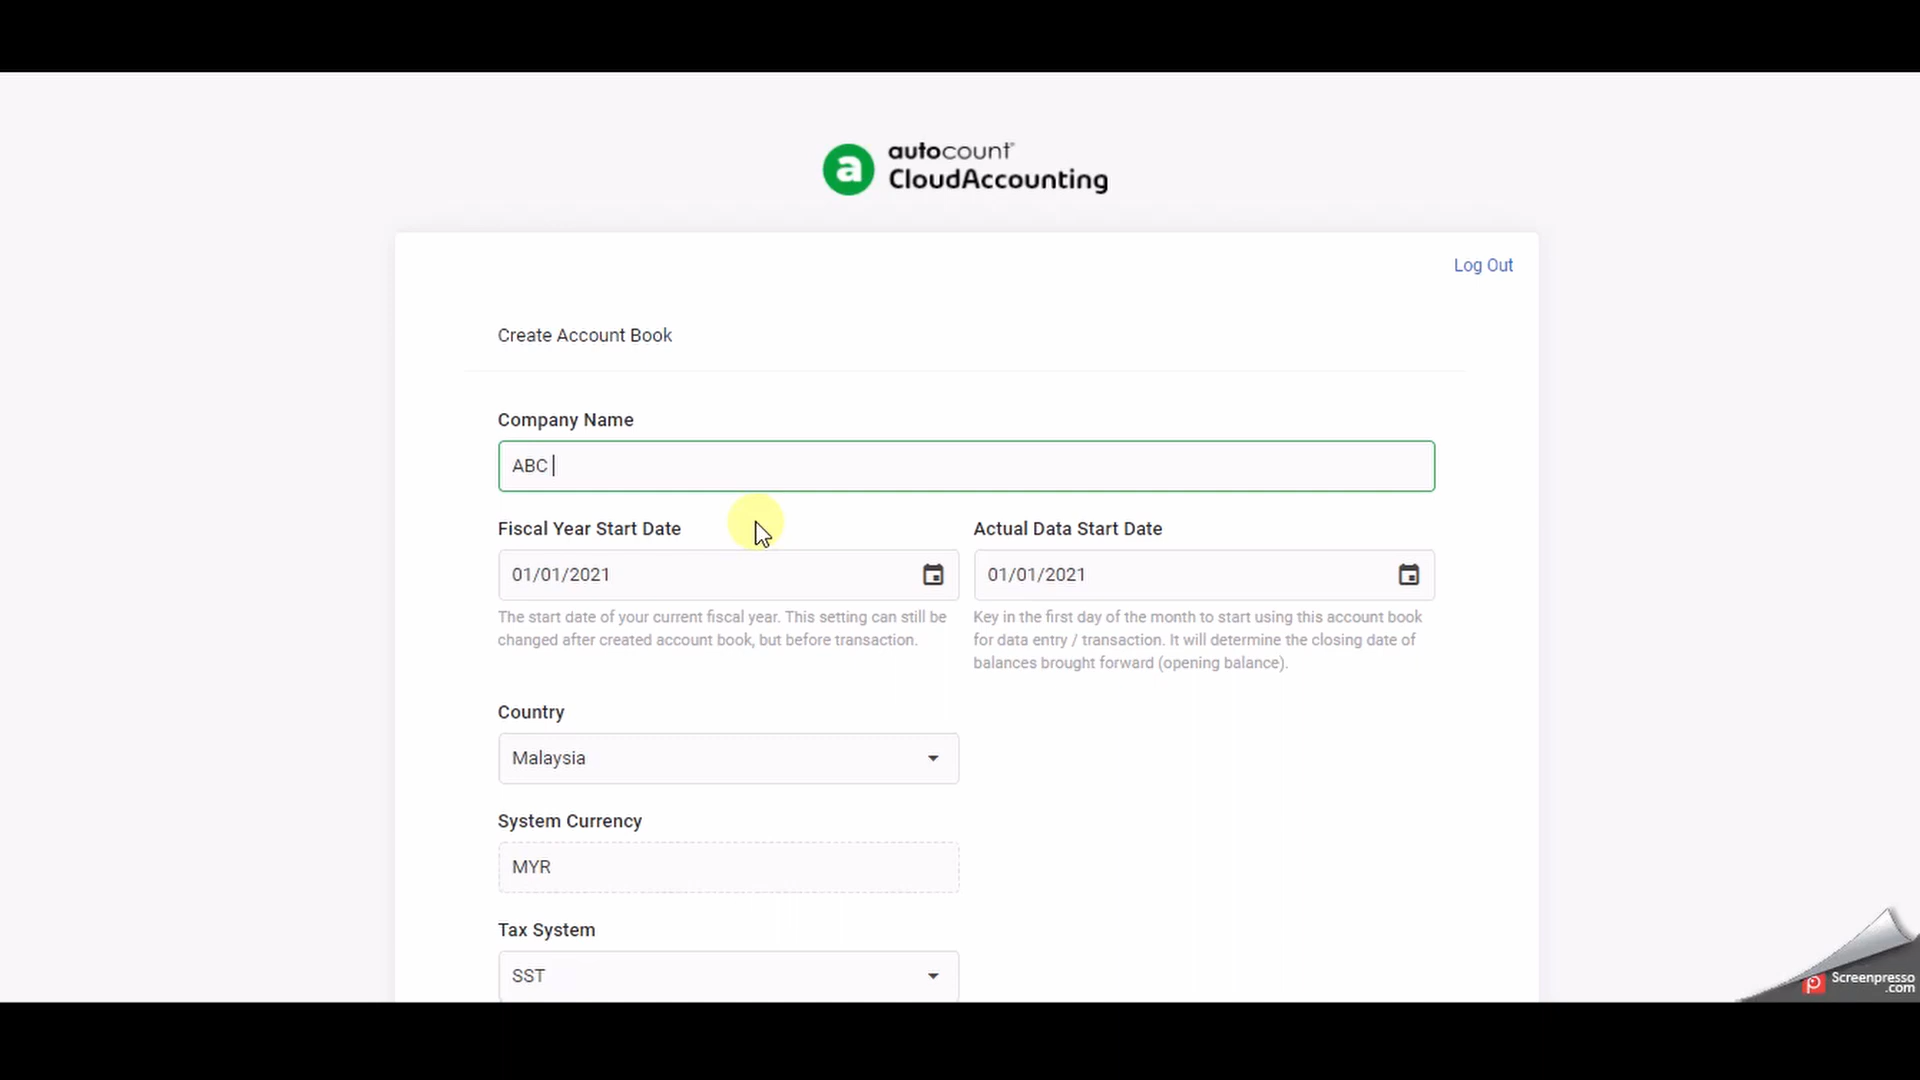 autocount
CloudAccounting
Log Out
Create Account Book
Company Name
ABC
Fiscal Year Start Date
Actual Data Start Date
01/01/2021
01/01/2021
The start date of your current fiscal year. This setting can still be
changed after created account book, but before transaction.
Key in the first day of the month to start using this account book
for data entry / transaction. It will determine the closing date of
balances brought forward (opening balance).
Country
Malaysia
System Currency
MYR
Tax System
SST
Screenpresso
.com